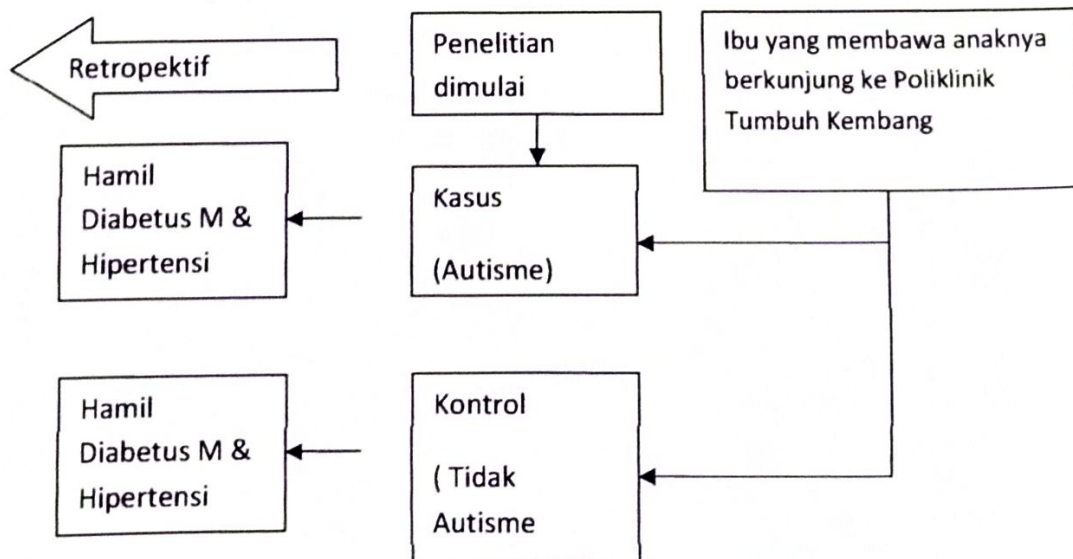 Retropektif
Penelitian
dimulai
Ibu yang membawa anaknya
berkunjung ke Poliklinik
Tumbuh Kembang
Hamil
Diabetus M &
Hipertensi
Kasus
(Autisme)
Hamil
Diabetus M &
Hipertensi
Kontrol
( Tidak
Autisme